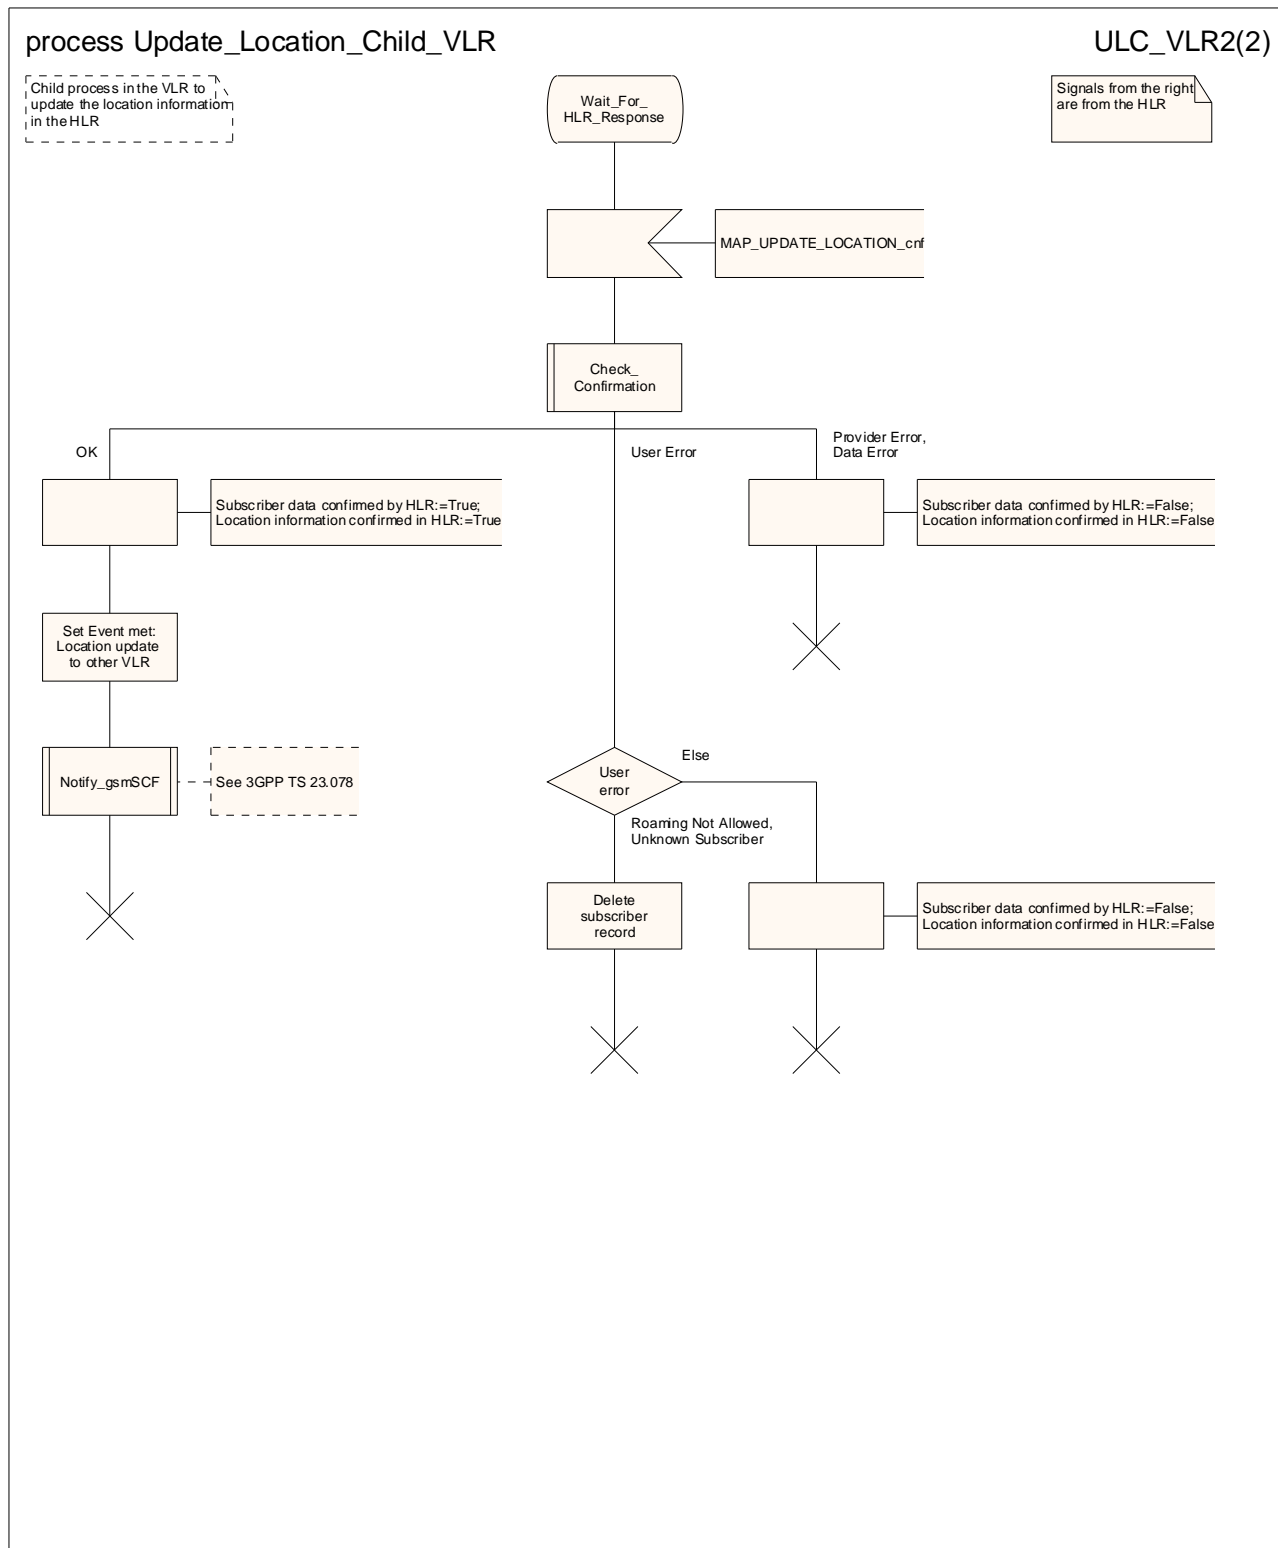 process Update_Location_Child_VLR
ULC_VLR2(2)
Child process in the VLR to
update the location information
in the HLR
Signals from the right
are from the HLR
Wait_For_
HLR_Response
MAP_UPDATE_LOCATION_cnf
Check_
Confirmation
OK
User Error
Provider Error,
Data Error
Subscriber data confirmed by HLR:=True;
Location information confirmed in HLR:=True
Subscriber data confirmed by HLR:=False;
Location information confirmed in HLR:=False
Set Event met:
Location update
to other VLR
Notify_gsmSCF
See 3GPP TS 23.078
User
error
Else
Roaming Not Allowed,
Unknown Subscriber
Delete
subscriber
record
Subscriber data confirmed by HLR:=False;
Location information confirmed in HLR:=False